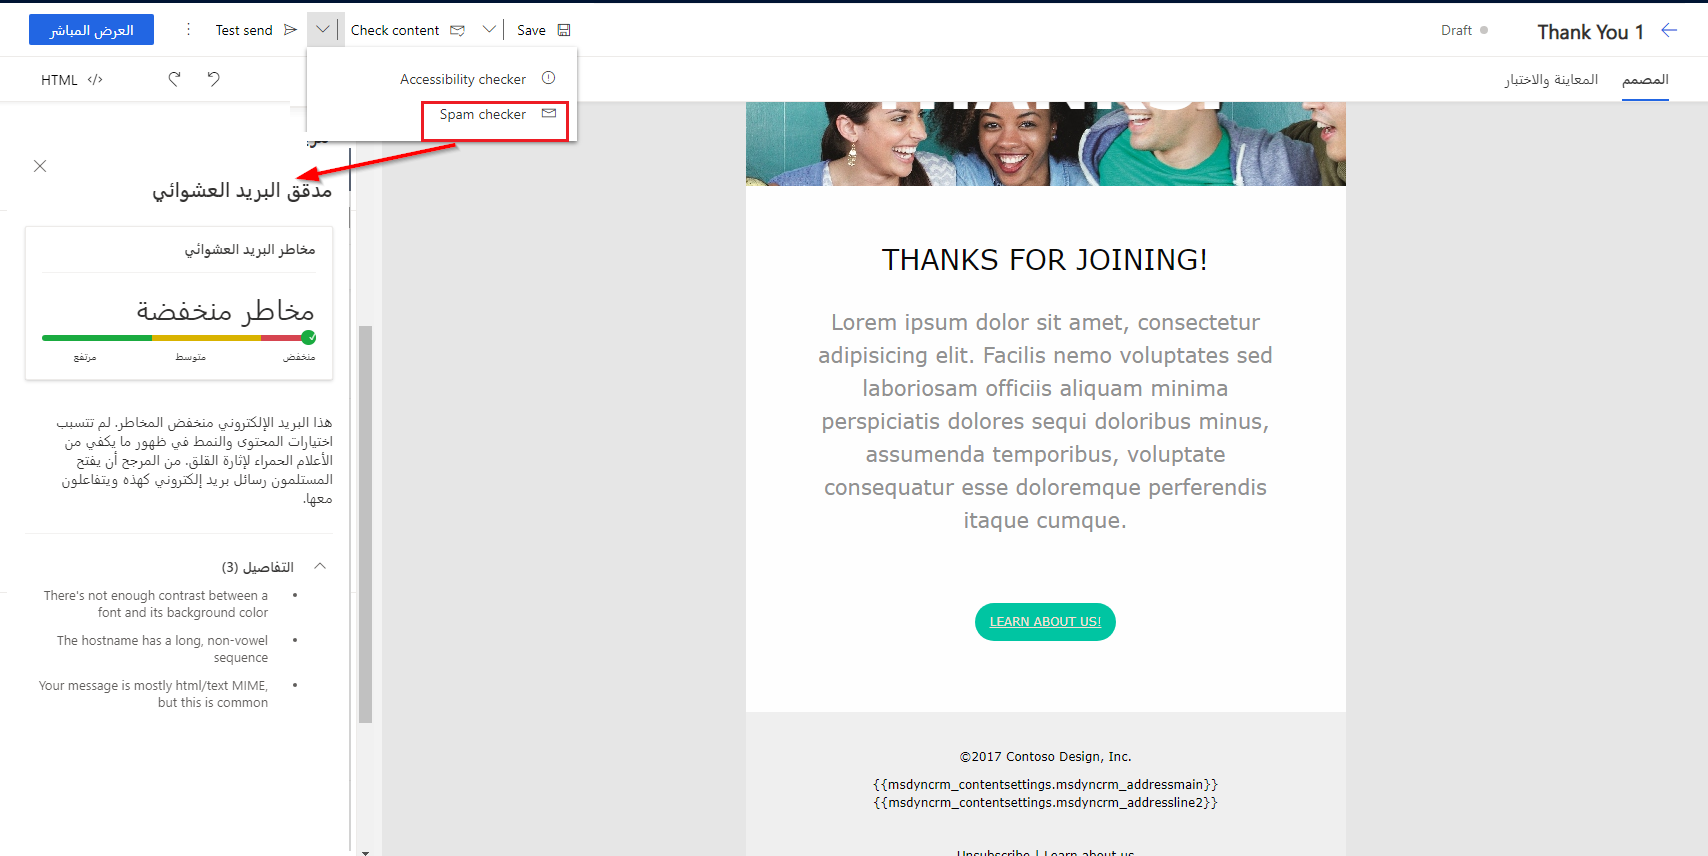 العرض المباشر
Test send
Check content
Save
Draft
Thank You 1
HTML </>
Accessibility checker
Spam checker
المعاينة والاختبار
المصمم
مدقق البريد العشوائي
مخاطر البريد العشوائي
مخاطر منخفضة
منخفض
متوسط
مرتفع
هذا البريد الإلكتروني منخفض المخاطر. لم تتسبب
اختيارات المحتوى والنمط في ظهور ما يكفي من
الأعلام الحمراء لإثارة القلق. من المرجح أن يفتح
المستلمون رسائل بريد إلكتروني كهذه ويتفاعلون
معها.
التفاصيل (3)
There's not enough contrast between a
font and its background color
The hostname has a long, non-vowel
sequence
Your message is mostly html/text MIME,
but this is common
THANKS FOR JOINING!
Lorem ipsum dolor sit amet, consectetur
adipisicing elit. Facilis nemo voluptates sed
laboriosam officiis aliquam minima
perspiciatis dolores sequi doloribus minus,
assumenda temporibus, voluptate
consequatur esse doloremque perferendis
itaque cumque.
LEARN ABOUT US!
©2017 Contoso Design, Inc.
{{msdyncrm_contentsettings.msdyncrm_addressmain}}
{{msdyncrm_contentsettings.msdyncrm_addressline2}}
Unsubscribe | Learn about us